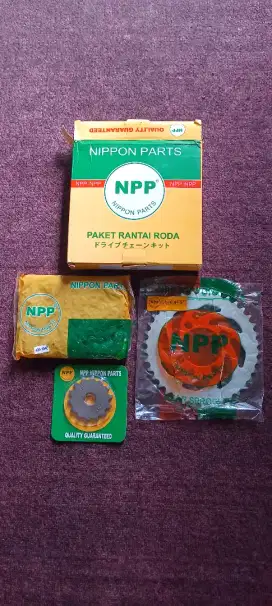 QUALITY GUARANTEED
NPP
NIPPON PARTS
NPP
NIPPON PARTS
PAKET RANTAI RODA
ドライブチェーンキット
NIPPON PARTS
NPP
NPP
NPP NIPPON PARTS
QUALITY GUARANTEED
NPP